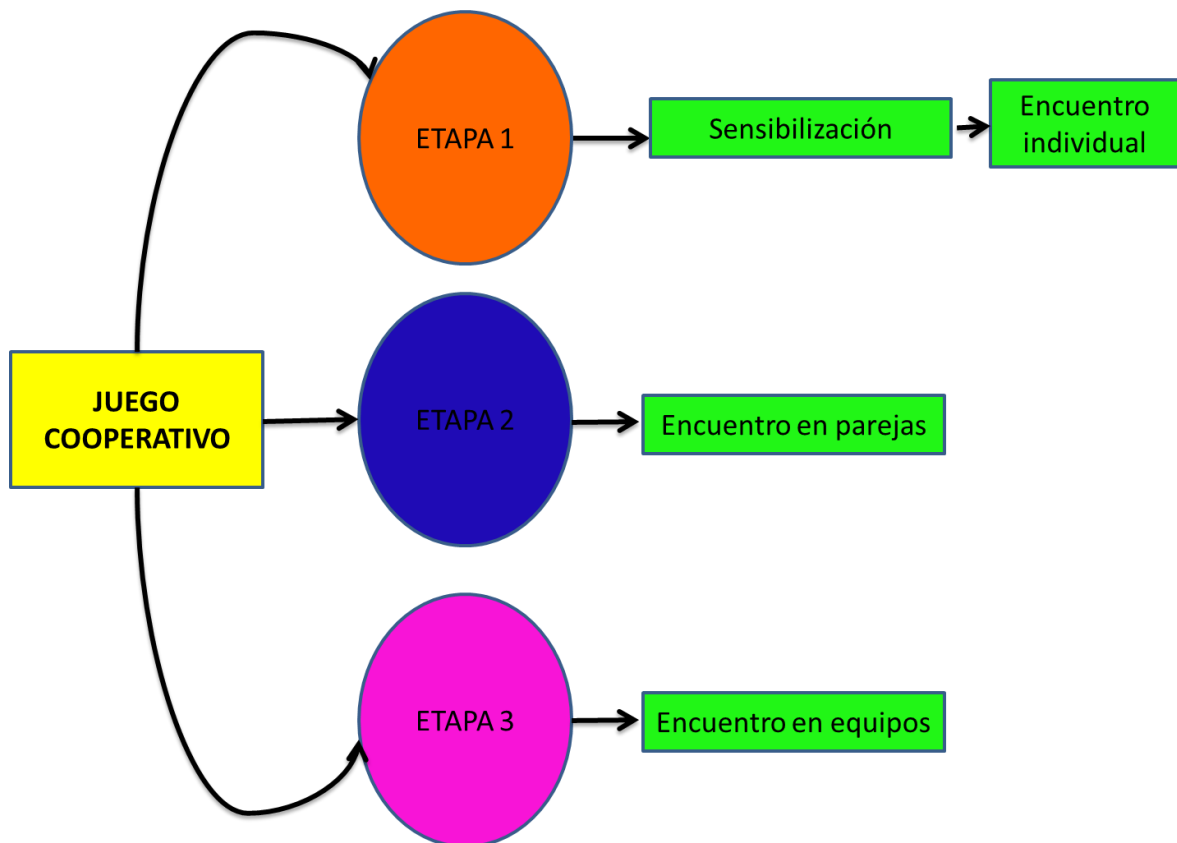 ETAPA 1
Sensibilización
Encuentro
individual
JUEGO
COOPERATIVO
ETAPA 2
Encuentro en parejas
ETAPA 3
Encuentro en equipos